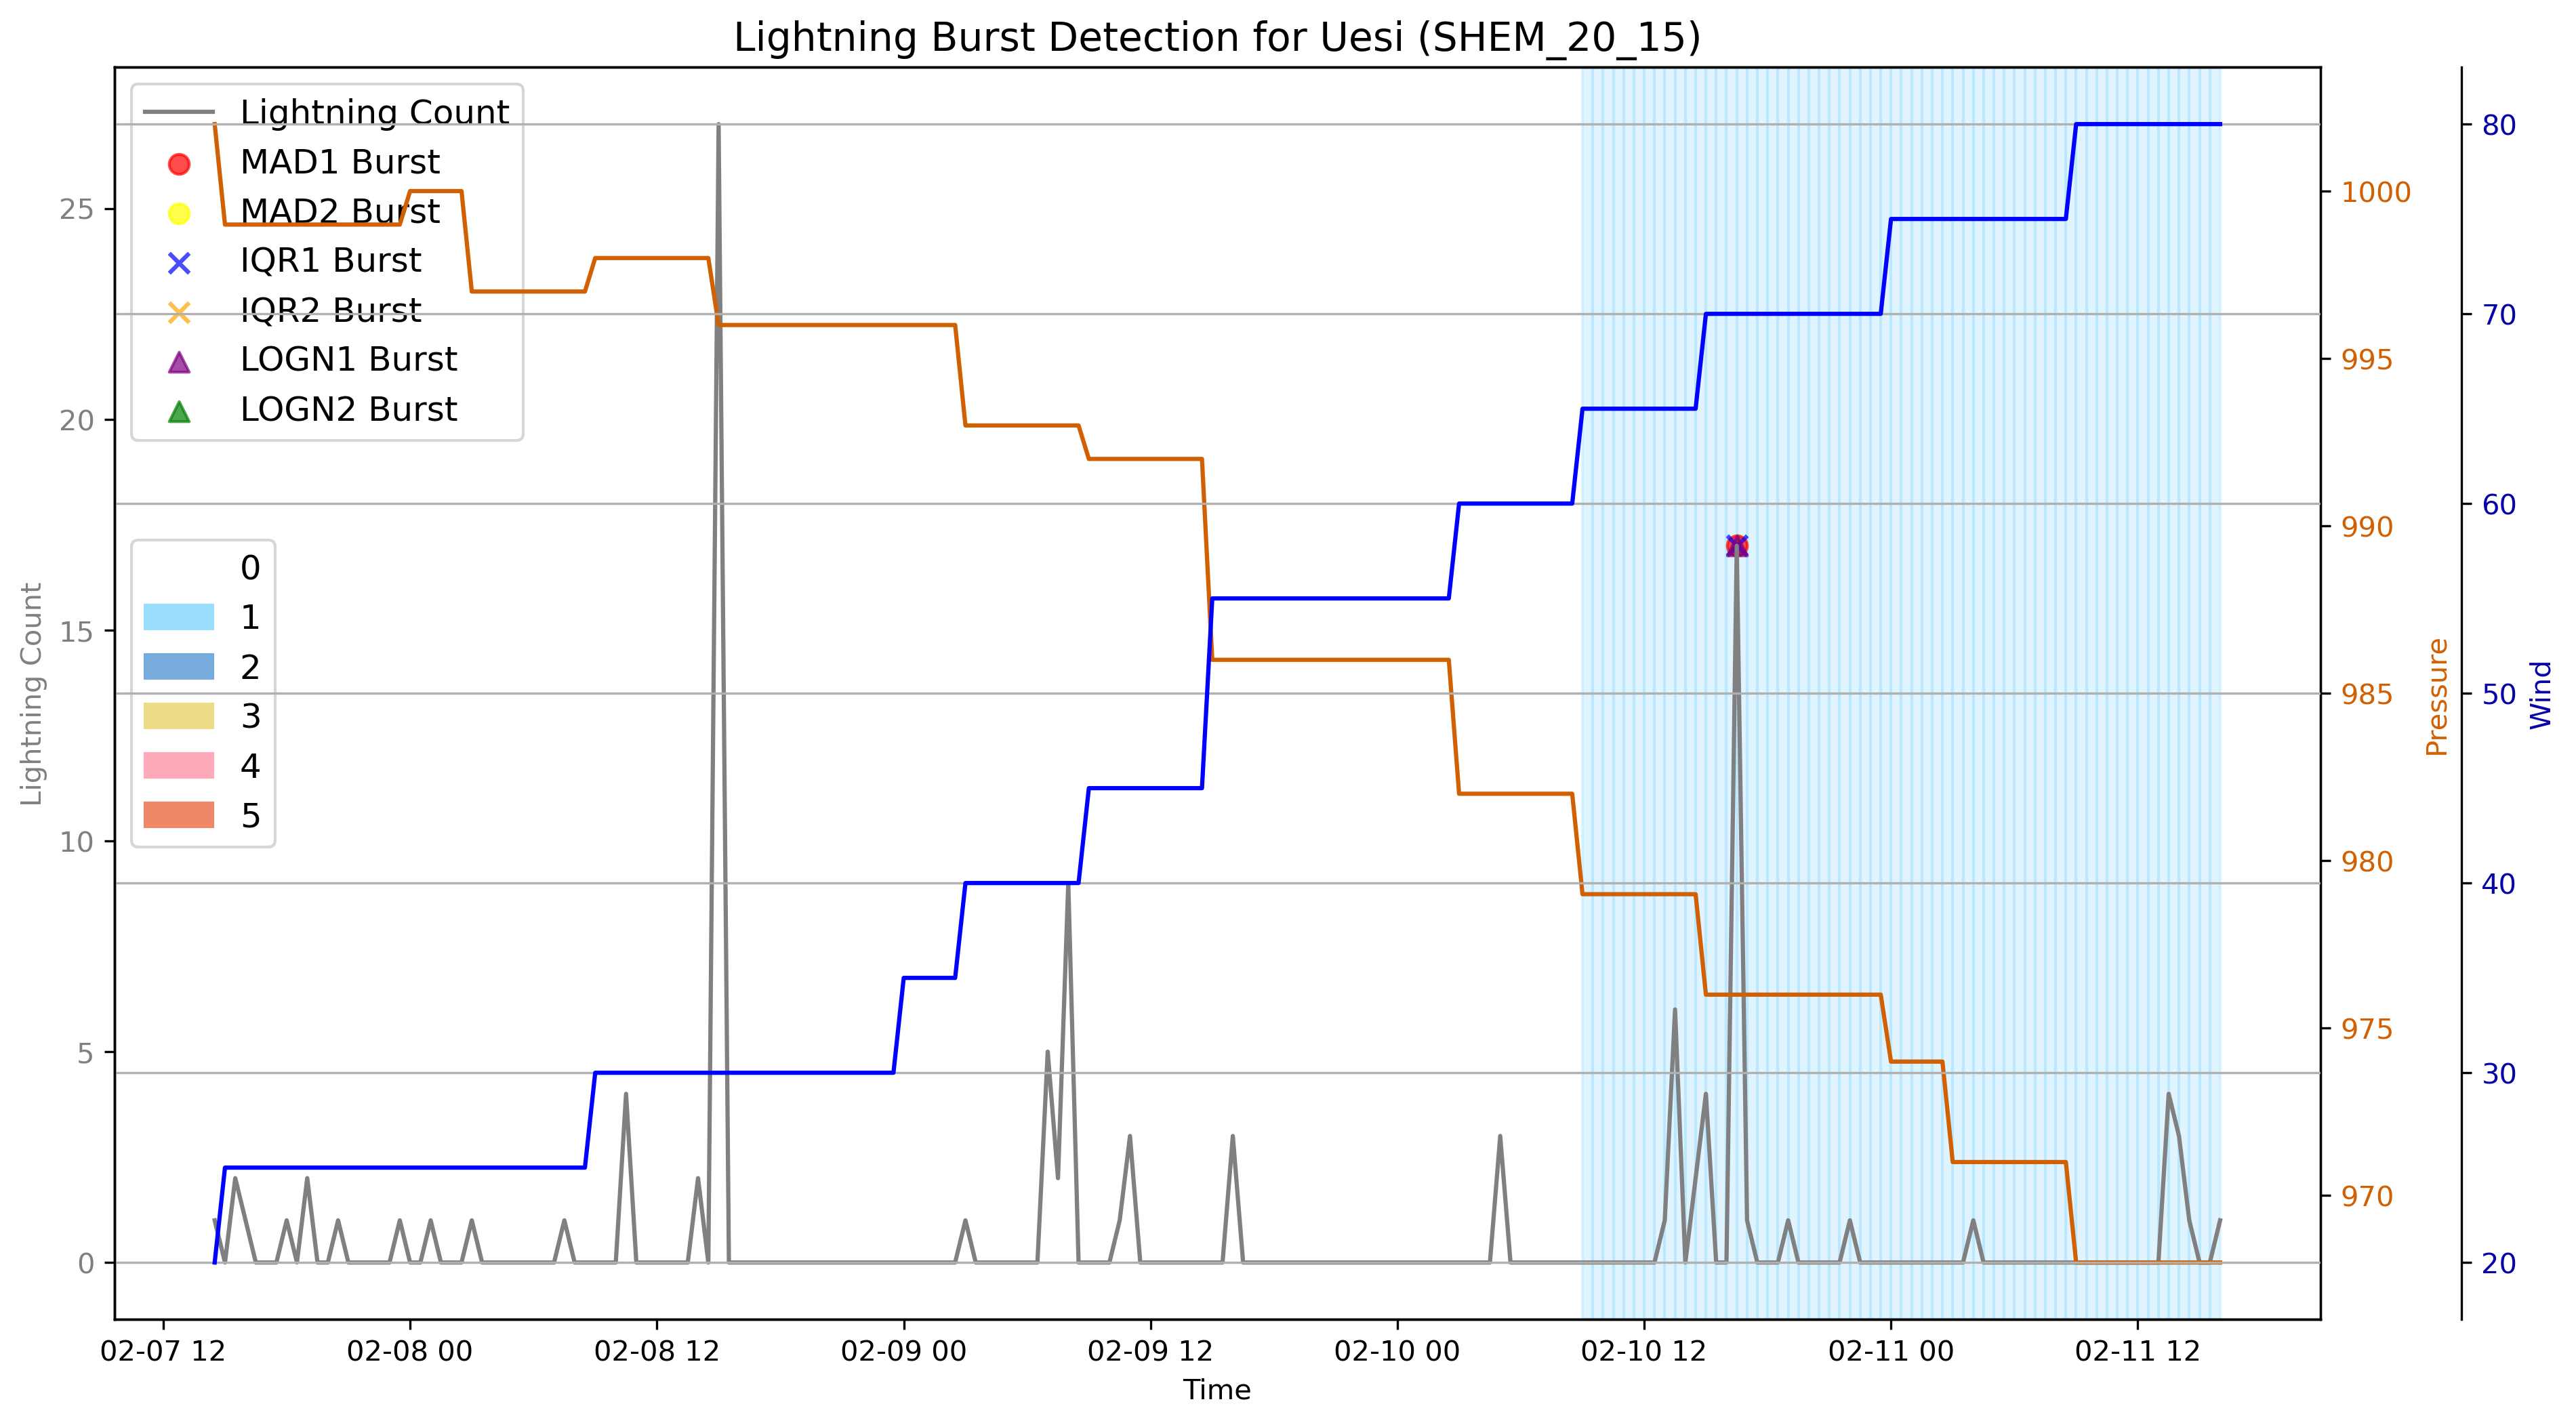 Lightning Burst Detection for Uesi (SHEM_20_15)
Lightning Count
MAD1 Burst
MAD2 Burst
IQR1 Burst
IQR2 Burst
LOGN1 Burst
LOGN2 Burst
0
1
2
3
4
5
Lightning Count
25
20
15
10
5
0
1000
995
990
985
980
975
970
Pressure
80
70
60
50
40
30
20
Wind
02-07 12
02-08 00
02-08 12
02-09 00
02-09 12
02-10 00
02-10 12
02-11 00
02-11 12
Time